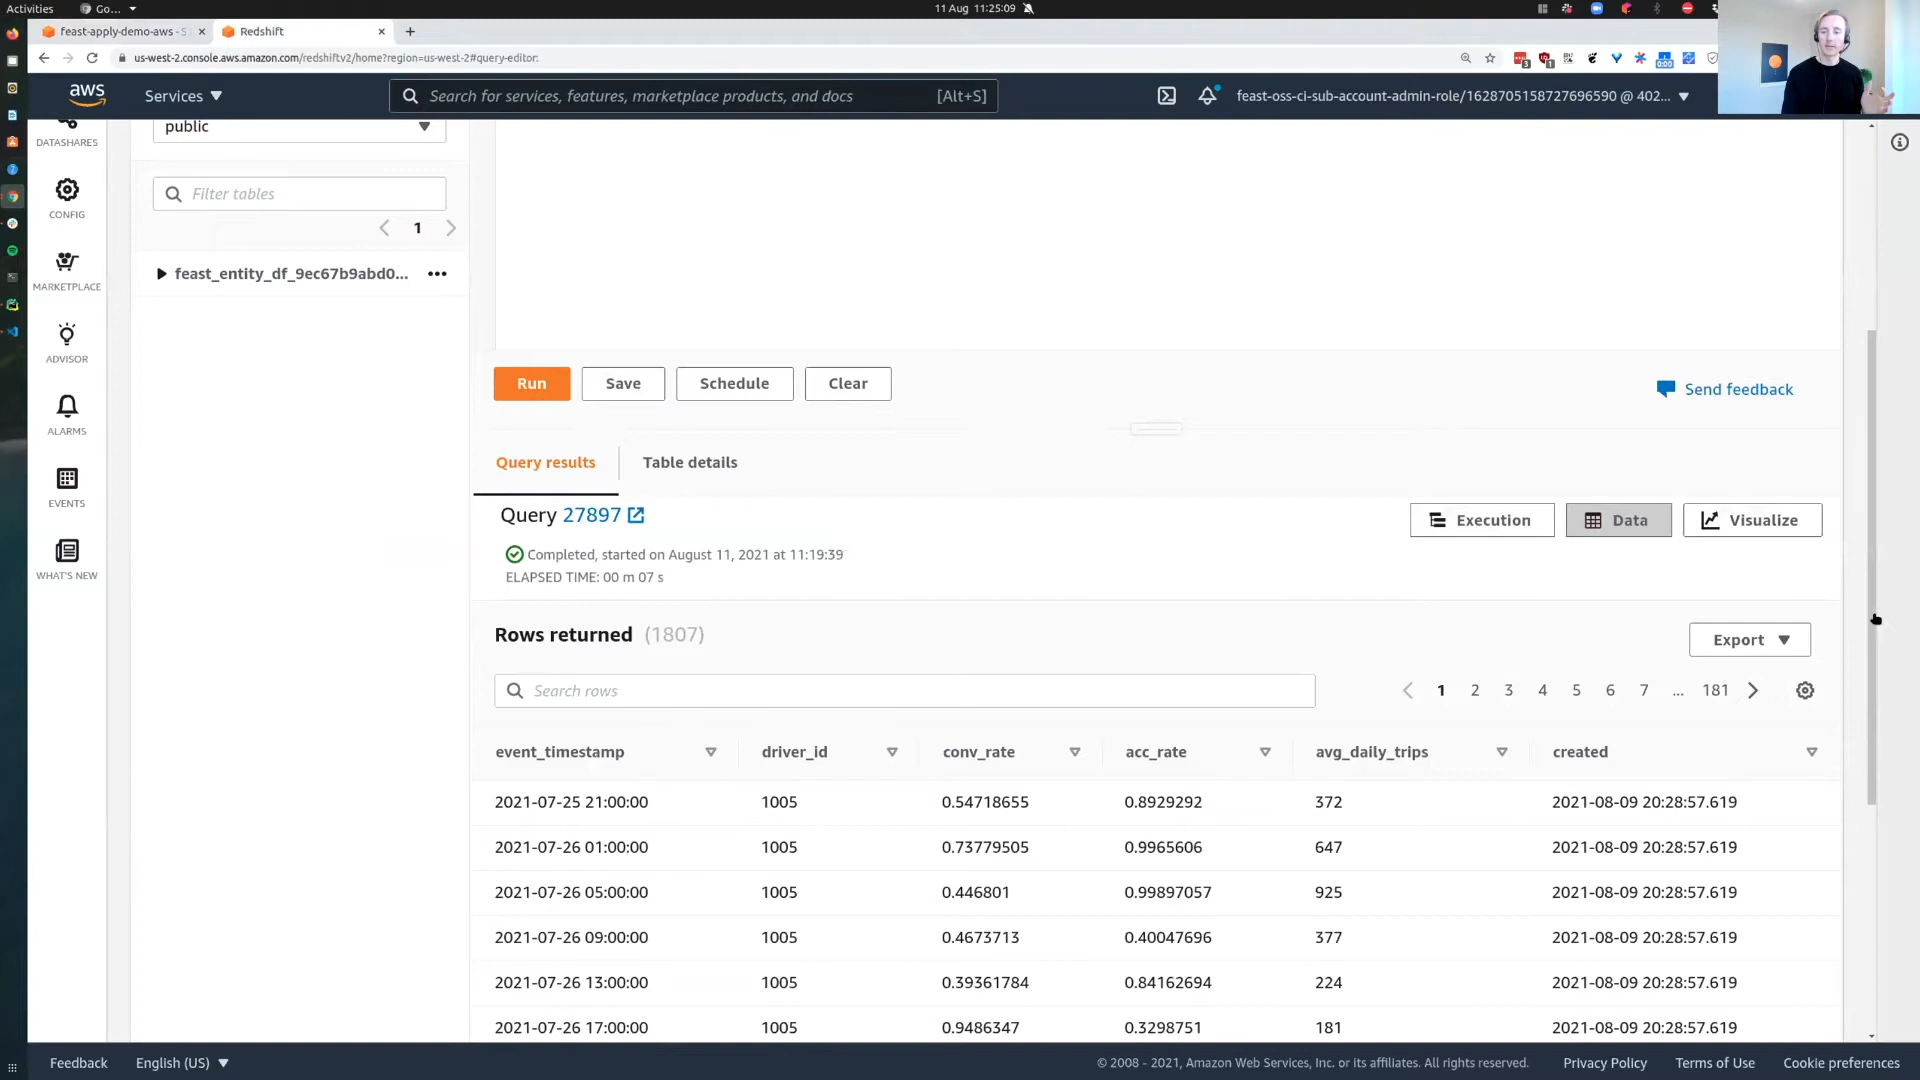 Activities
Go...
11 Aug 11:25:09
feast-apply-demo-aws - S
Redshift
us-west-2.console.aws.amazon.com/redshiftv2/home?region=us-west-2#query-editor:
aws
Services
Search for services, features, marketplace products, and docs
[Alt+S]
feast-oss-ci-sub-account-admin-role/1628705158727696590 @ 402...
DATASHARES
CONFIG
MARKETPLACE
ADVISOR
ALARMS
EVENTS
WHAT'S NEW
public
Filter tables
1
feast_entity_df_9ec67b9abd0...
Run
Save
Schedule
Clear
Send feedback
Query results
Table details
Query 27897
Execution
Data
Visualize
Completed, started on August 11, 2021 at 11:19:39
ELAPSED TIME: 00 m 07 s
Rows returned (1807)
Export
Search rows
1 2 3 4 5 6 7 ... 181
event_timestamp driver_id conv_rate acc_rate avg_daily_trips created
2021-07-25 21:00:00 1005 0.54718655 0.8929292 372 2021-08-09 20:28:57.619
2021-07-26 01:00:00 1005 0.73779505 0.9965606 647 2021-08-09 20:28:57.619
2021-07-26 05:00:00 1005 0.446801 0.99897057 925 2021-08-09 20:28:57.619
2021-07-26 09:00:00 1005 0.4673713 0.40047696 377 2021-08-09 20:28:57.619
2021-07-26 13:00:00 1005 0.39361784 0.84162694 224 2021-08-09 20:28:57.619
2021-07-26 17:00:00 1005 0.9486347 0.3298751 181 2021-08-09 20:28:57.619
Feedback
English (US)
© 2008 - 2021, Amazon Web Services, Inc. or its affiliates. All rights reserved.
Privacy Policy
Terms of Use
Cookie preferences